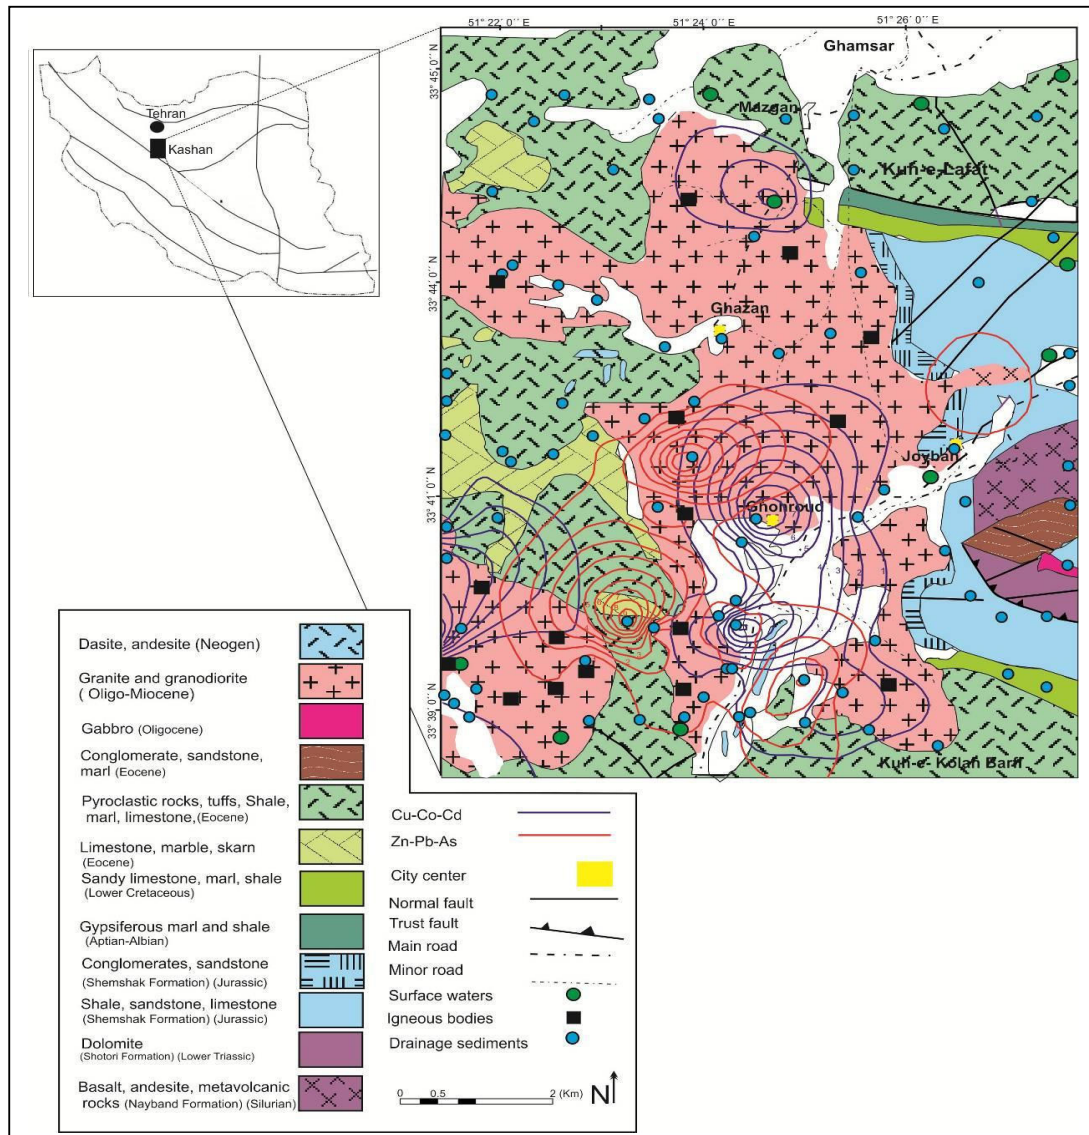 51° 22´ 0´´ E
51° 24´ 0´´ E
51° 26´ 0´´ E
33° 45´ 0´´ N
33° 44´ 0´´ N
33° 41´ 0´´ N
33° 39´ 0´´ N
Tehran
Kashan
Ghamsar
Mazgan
Kuh-e-Lafat
Ghazan
Joyban
Ghohroud
6
5
4
3
2
1
Kuh-e- Kolah Barfi
Dasite, andesite (Neogen)
Granite and granodiorite
( Oligo-Miocene)
Gabbro (Oligocene)
Conglomerate, sandstone,
marl (Eocene)
Pyroclastic rocks, tuffs, Shale,
marl, limestone,(Eocene)
Limestone, marble, skarn
(Eocene)
Sandy limestone, marl, shale
(Lower Cretaceous)
Gypsiferous marl and shale
(Aptian-Albian)
Conglomerates, sandstone
(Shemshak Formation) (Jurassic)
Shale, sandstone, limestone
(Shemshak Formation) (Jurassic)
Dolomite
(Shotori Formation) (Lower Triassic)
Basalt, andesite, metavolcanic
rocks (Nayband Formation) (Silurian)
Cu-Co-Cd
Zn-Pb-As
City center
Normal fault
Trust fault
Main road
Minor road
Surface waters
Igneous bodies
Drainage sediments
0 0.5 2 (Km)
N